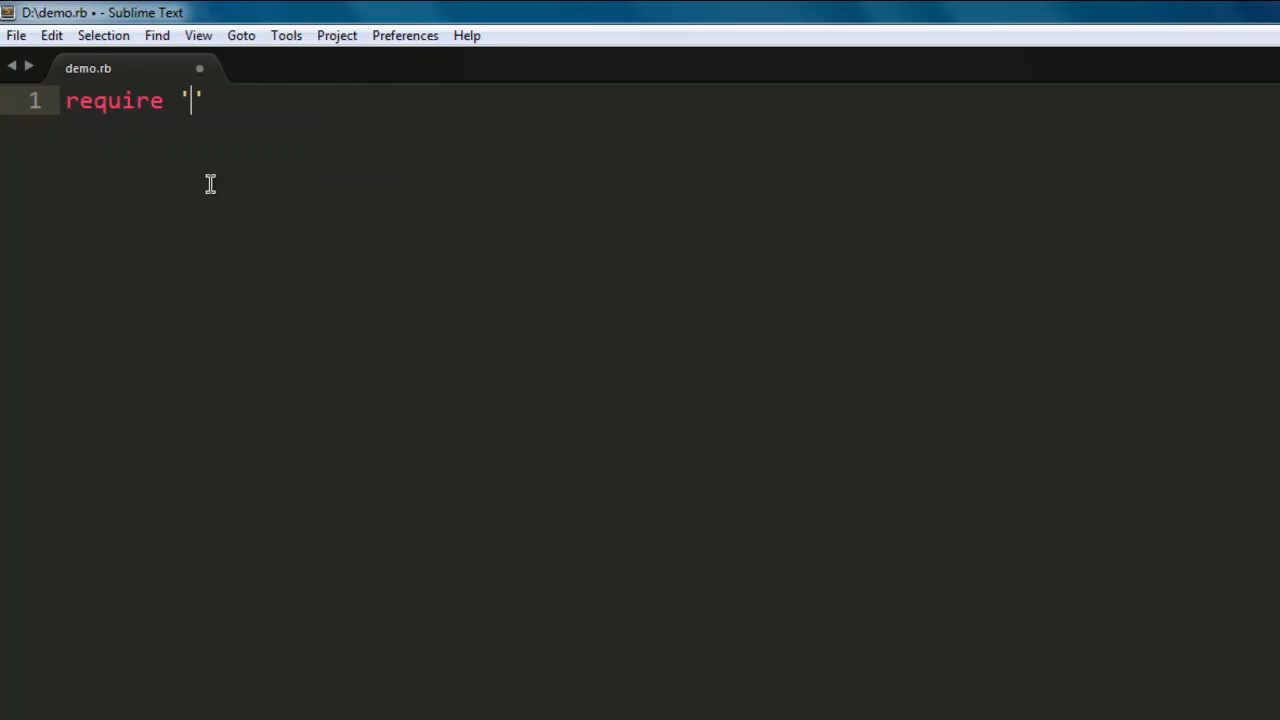 D:\demo.rb • - Sublime Text
File Edit Selection Find View Goto Tools Project Preferences Help
demo.rb
1 require ''